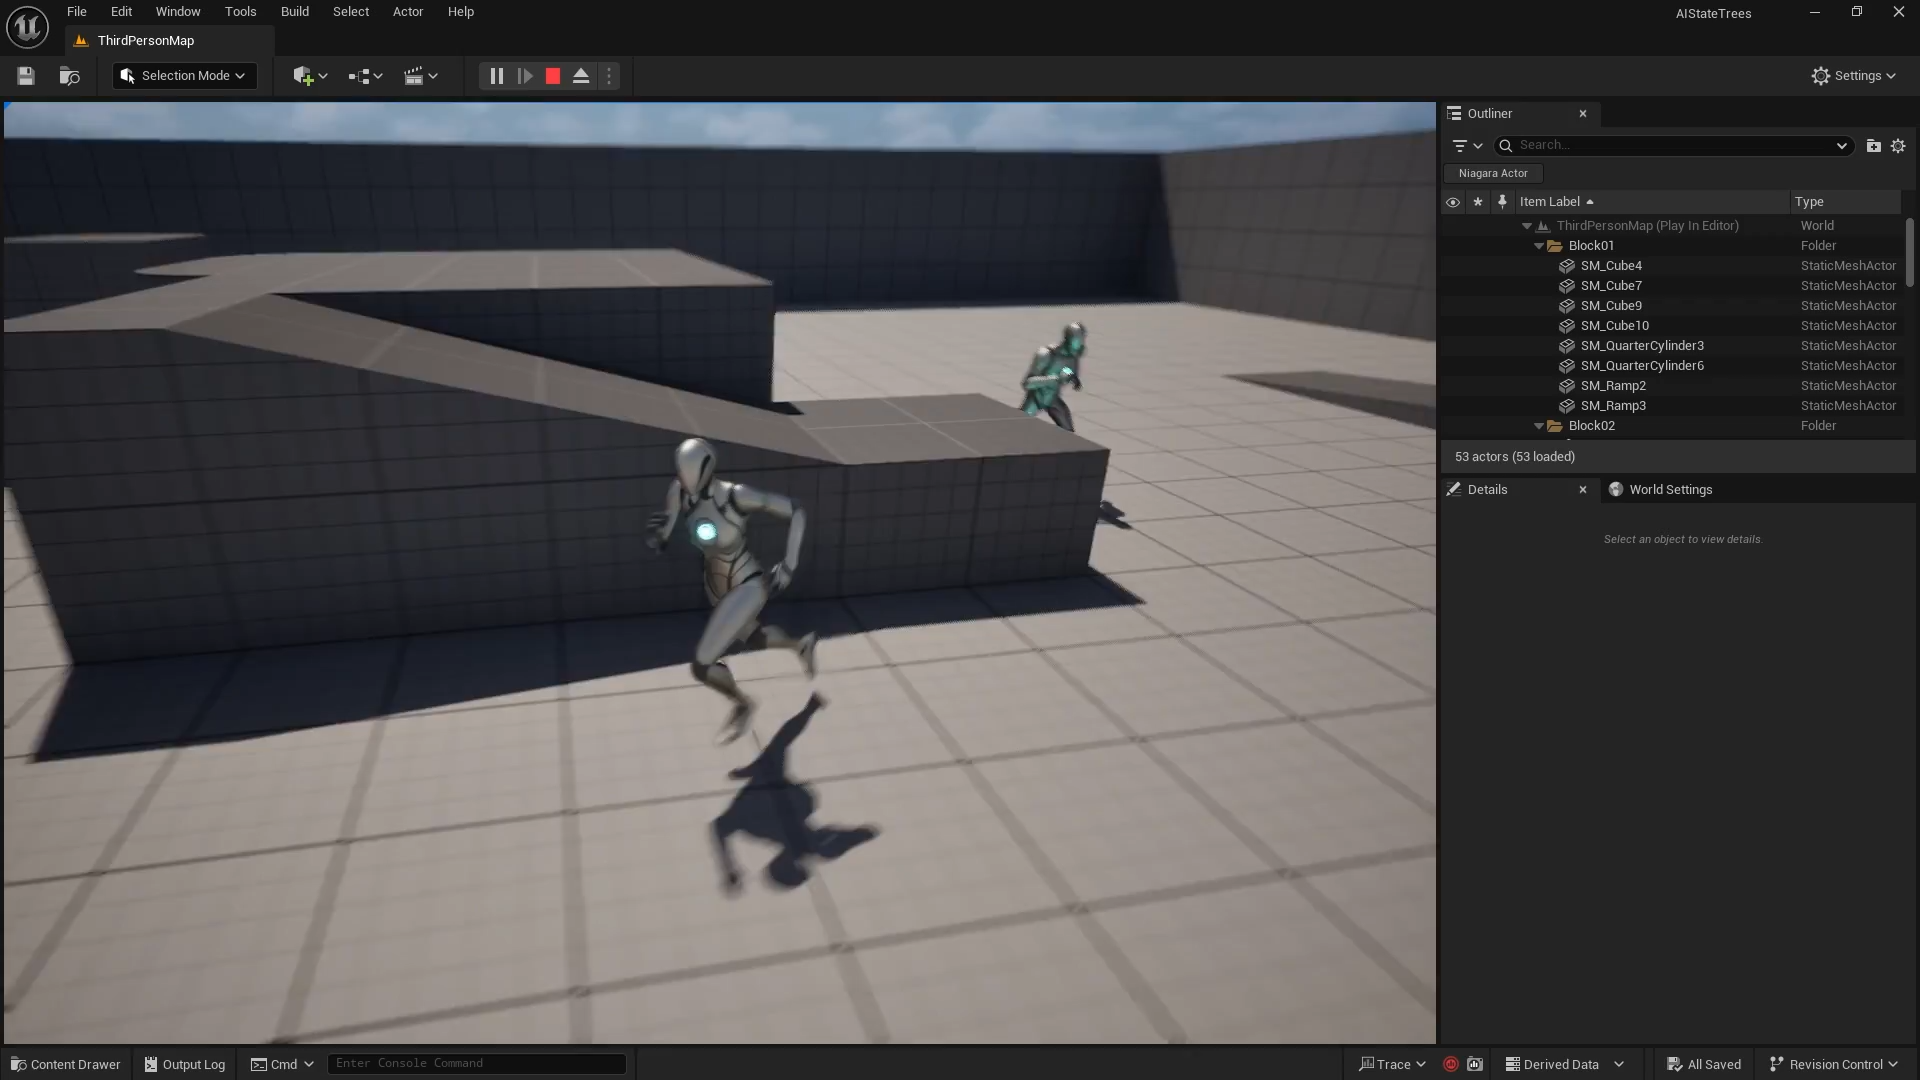 File Edit Window Tools Build Select Actor Help
AIStateTrees
ThirdPersonMap
Selection Mode
Settings
Outliner
Search...
Niagara Actor
Item Label Type
ThirdPersonMap (Play In Editor) World
Block01 Folder
SM_Cube4 StaticMeshActor
SM_Cube7 StaticMeshActor
SM_Cube9 StaticMeshActor
SM_Cube10 StaticMeshActor
SM_QuarterCylinder3 StaticMeshActor
SM_QuarterCylinder6 StaticMeshActor
SM_Ramp2 StaticMeshActor
SM_Ramp3 StaticMeshActor
Block02 Folder
53 actors (53 loaded)
Details World Settings
Select an object to view details.
Content Drawer Output Log Cmd Enter Console Command Trace Derived Data All Saved Revision Control